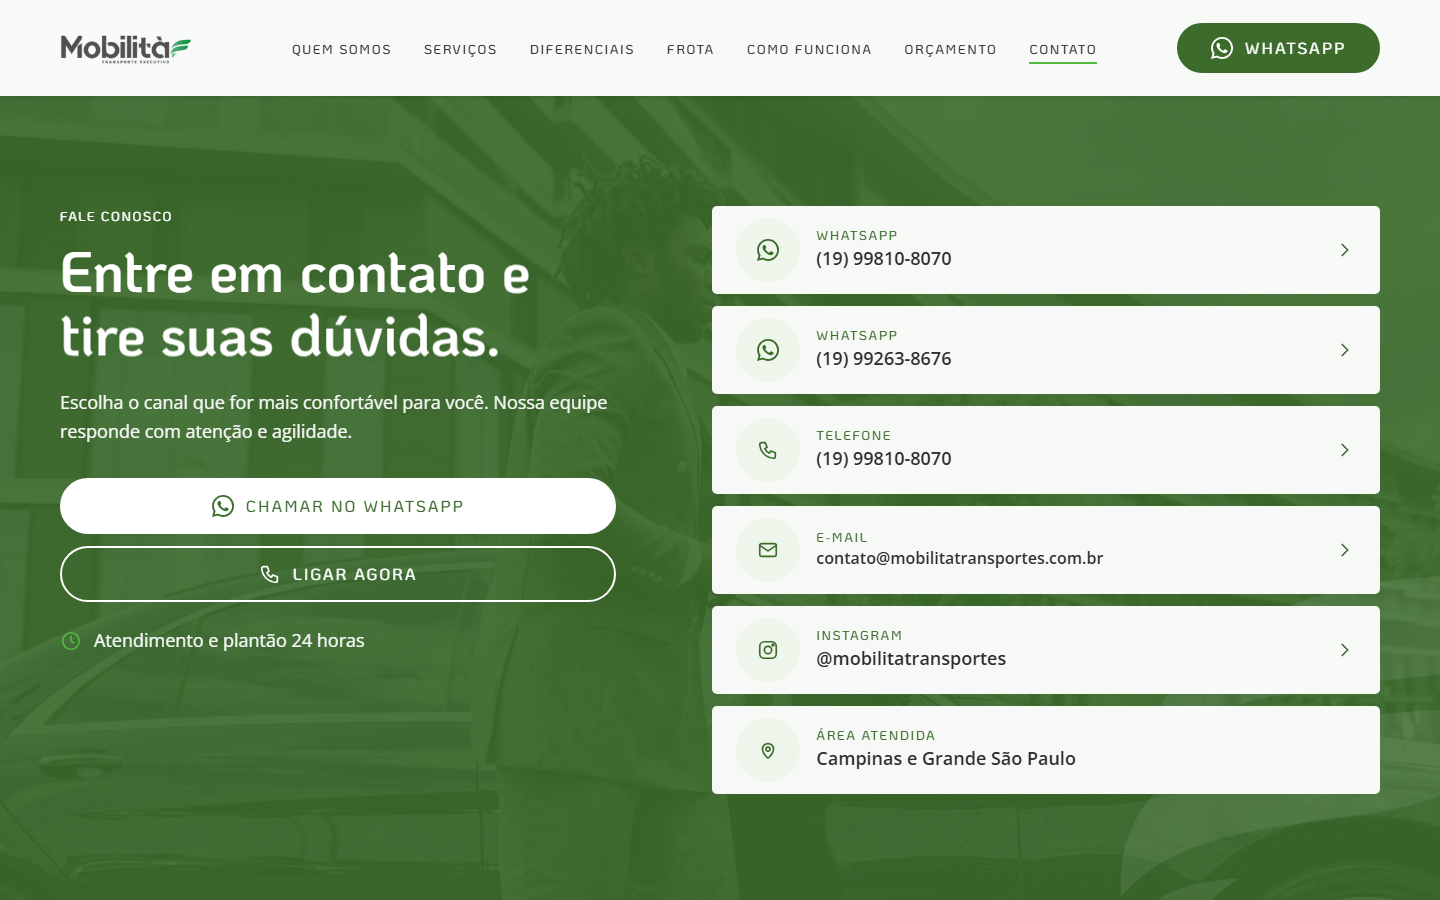 Mobilità
TRANSPORTE EXECUTIVO
QUEM SOMOS
SERVIÇOS
DIFERENCIAIS
FROTA
COMO FUNCIONA
ORÇAMENTO
CONTATO
WHATSAPP
FALE CONOSCO
Entre em contato e
tire suas dúvidas.
Escolha o canal que for mais confortável para você. Nossa equipe
responde com atenção e agilidade.
CHAMAR NO WHATSAPP
LIGAR AGORA
Atendimento e plantão 24 horas
WHATSAPP
(19) 99810-8070
WHATSAPP
(19) 99263-8676
TELEFONE
(19) 99810-8070
E-MAIL
contato@mobilitatransportes.com.br
INSTAGRAM
@mobilitatransportes
ÁREA ATENDIDA
Campinas e Grande São Paulo